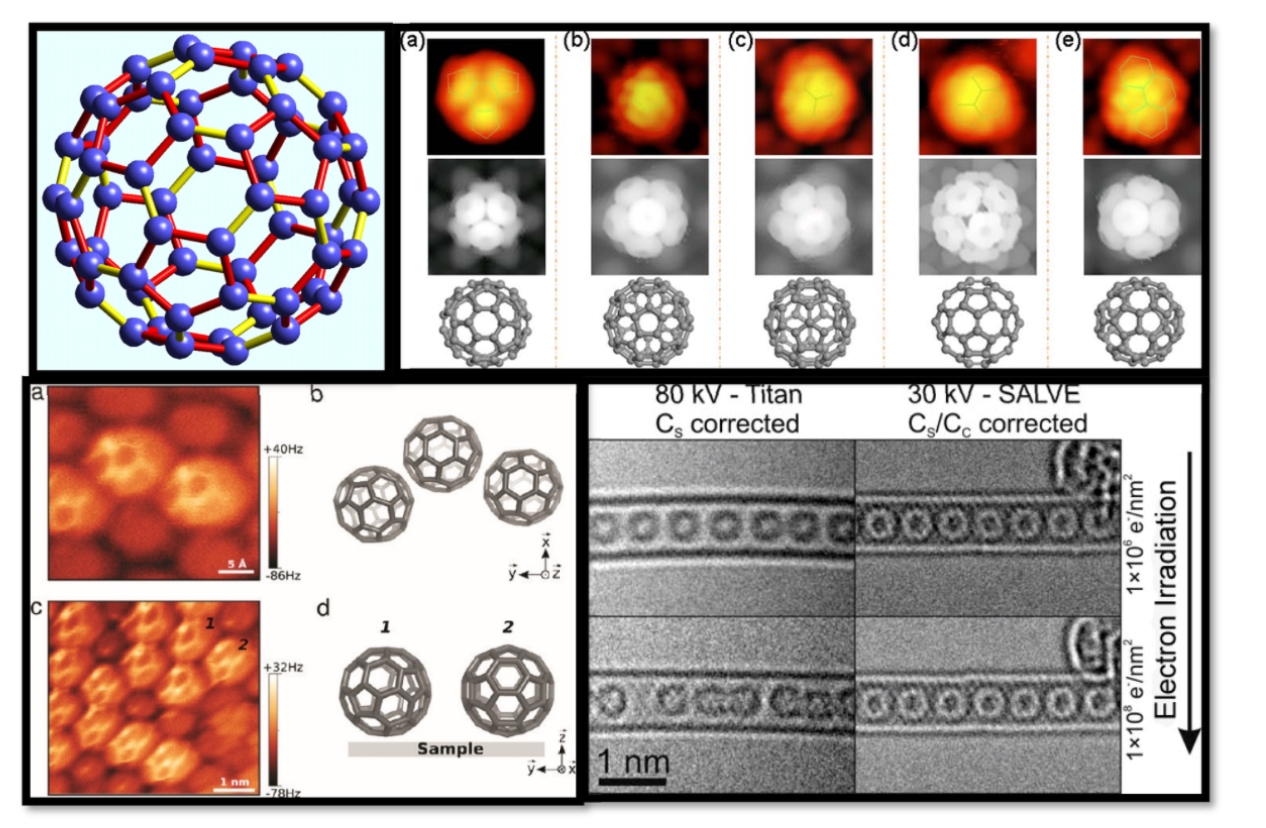 (a)
(b)
(c)
(d)
(e)
a
+40Hz
5 Å
-86Hz
b
x
y z
c
1
2
+32Hz
1 nm
-78Hz
d
1 2
Sample
z
y x
80 kV - Titan
Cs corrected
30 kV - SALVE
Cs/Cc corrected
1×10⁶ e⁻/nm²
1×10⁸ e⁻/nm²
Electron Irradiation
1 nm